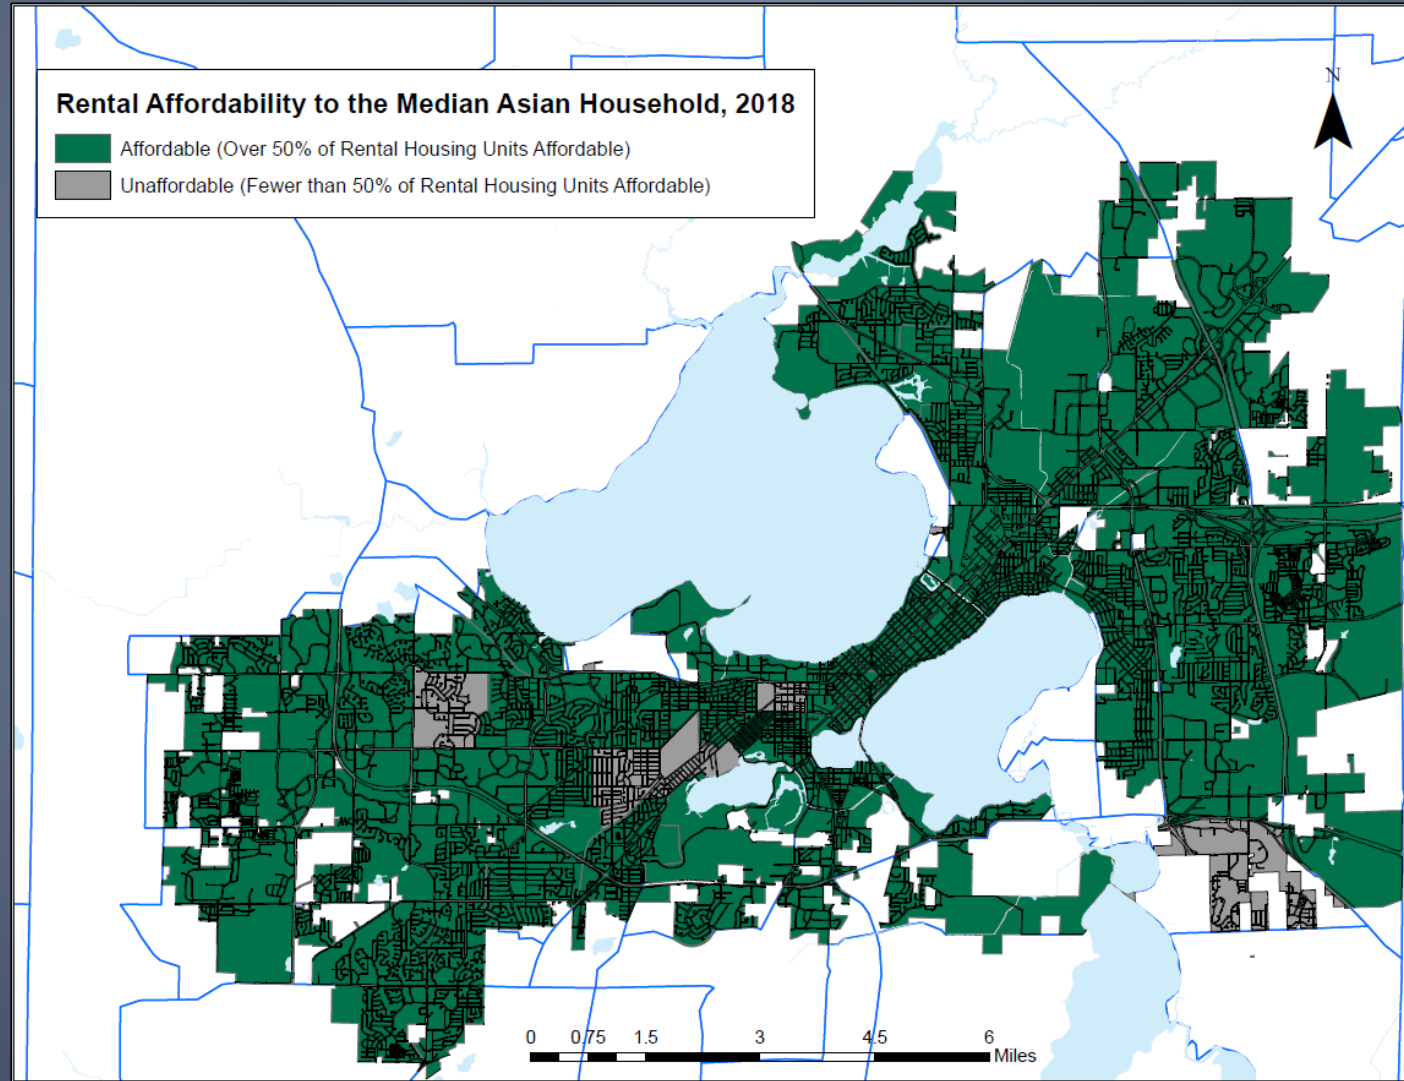 Rental Affordability to the Median Asian Household, 2018
Affordable (Over 50% of Rental Housing Units Affordable)
Unaffordable (Fewer than 50% of Rental Housing Units Affordable)
N
0 0.75 1.5 3 4.5 6
Miles